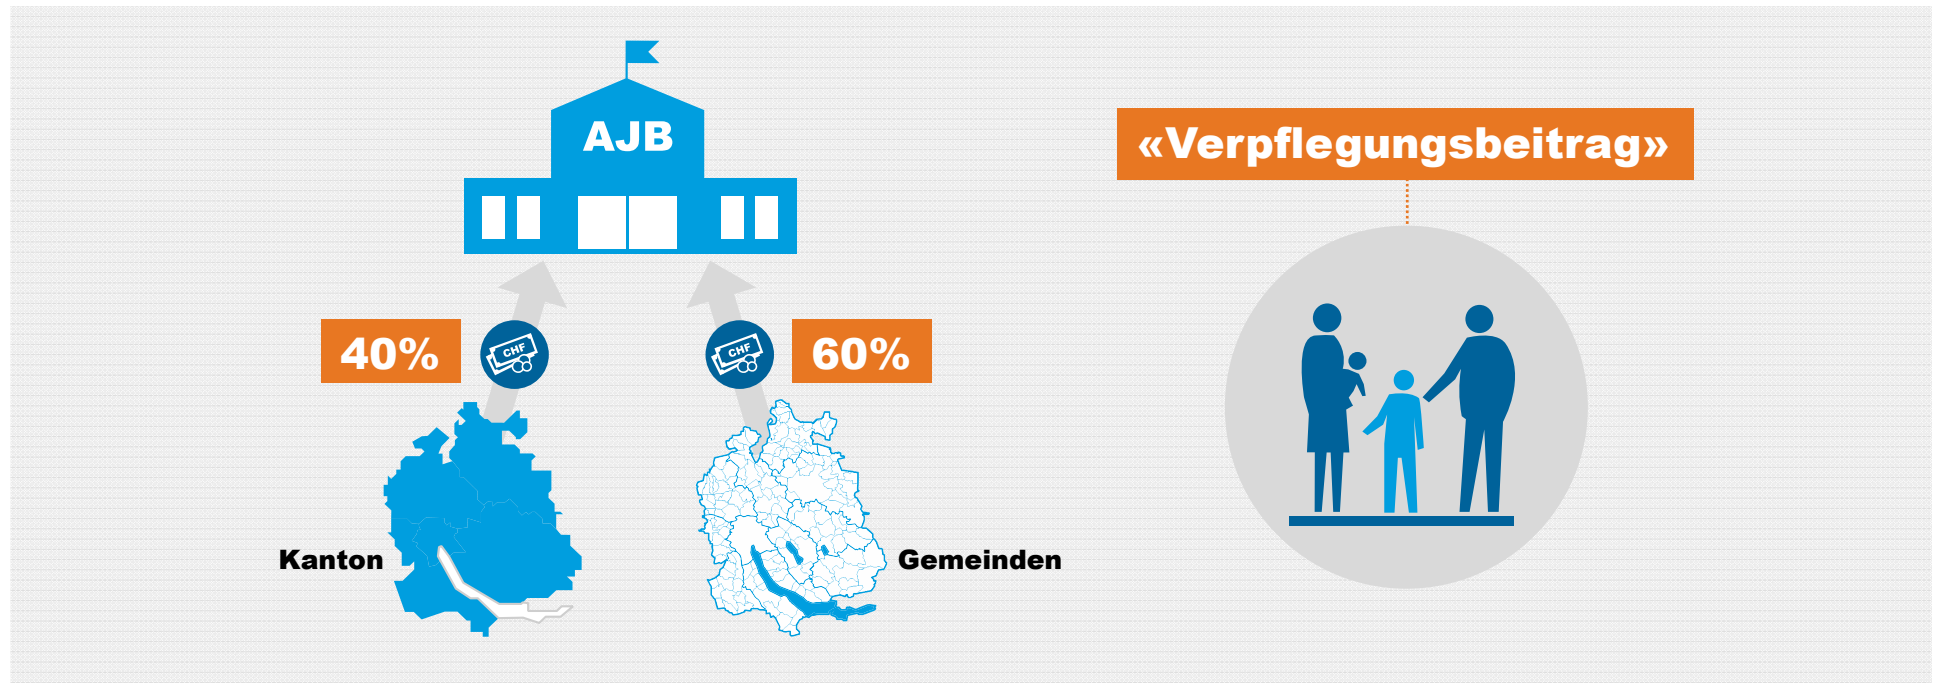 AJB
«Verpflegungsbeitrag»
40%
CHF
CHF
60%
Kanton
Gemeinden